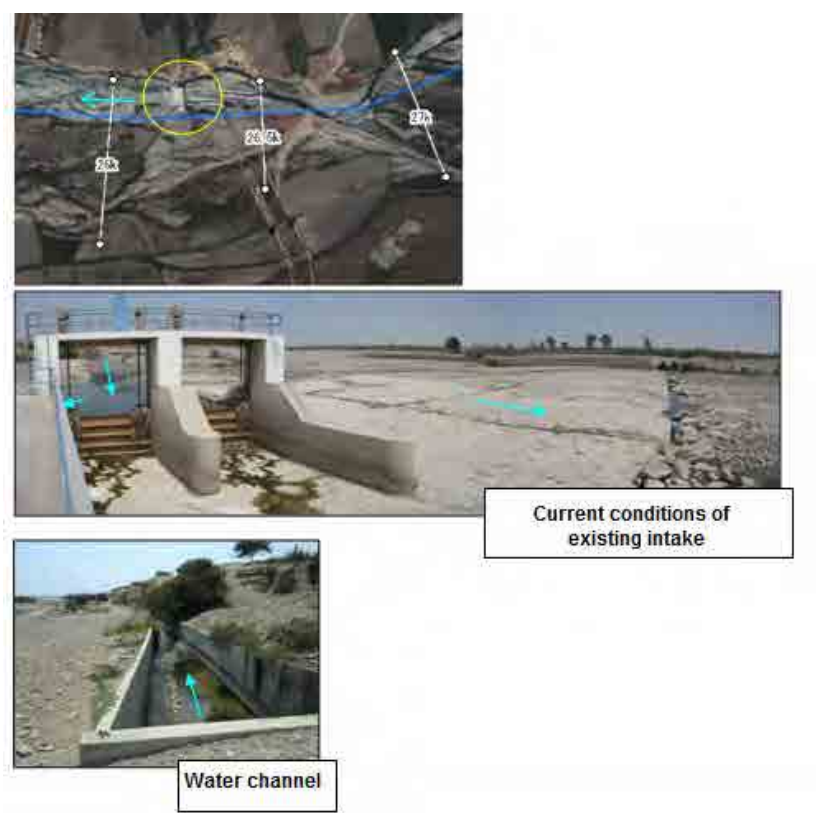 27k
26.5k
26k
Current conditions of
existing intake
Water channel